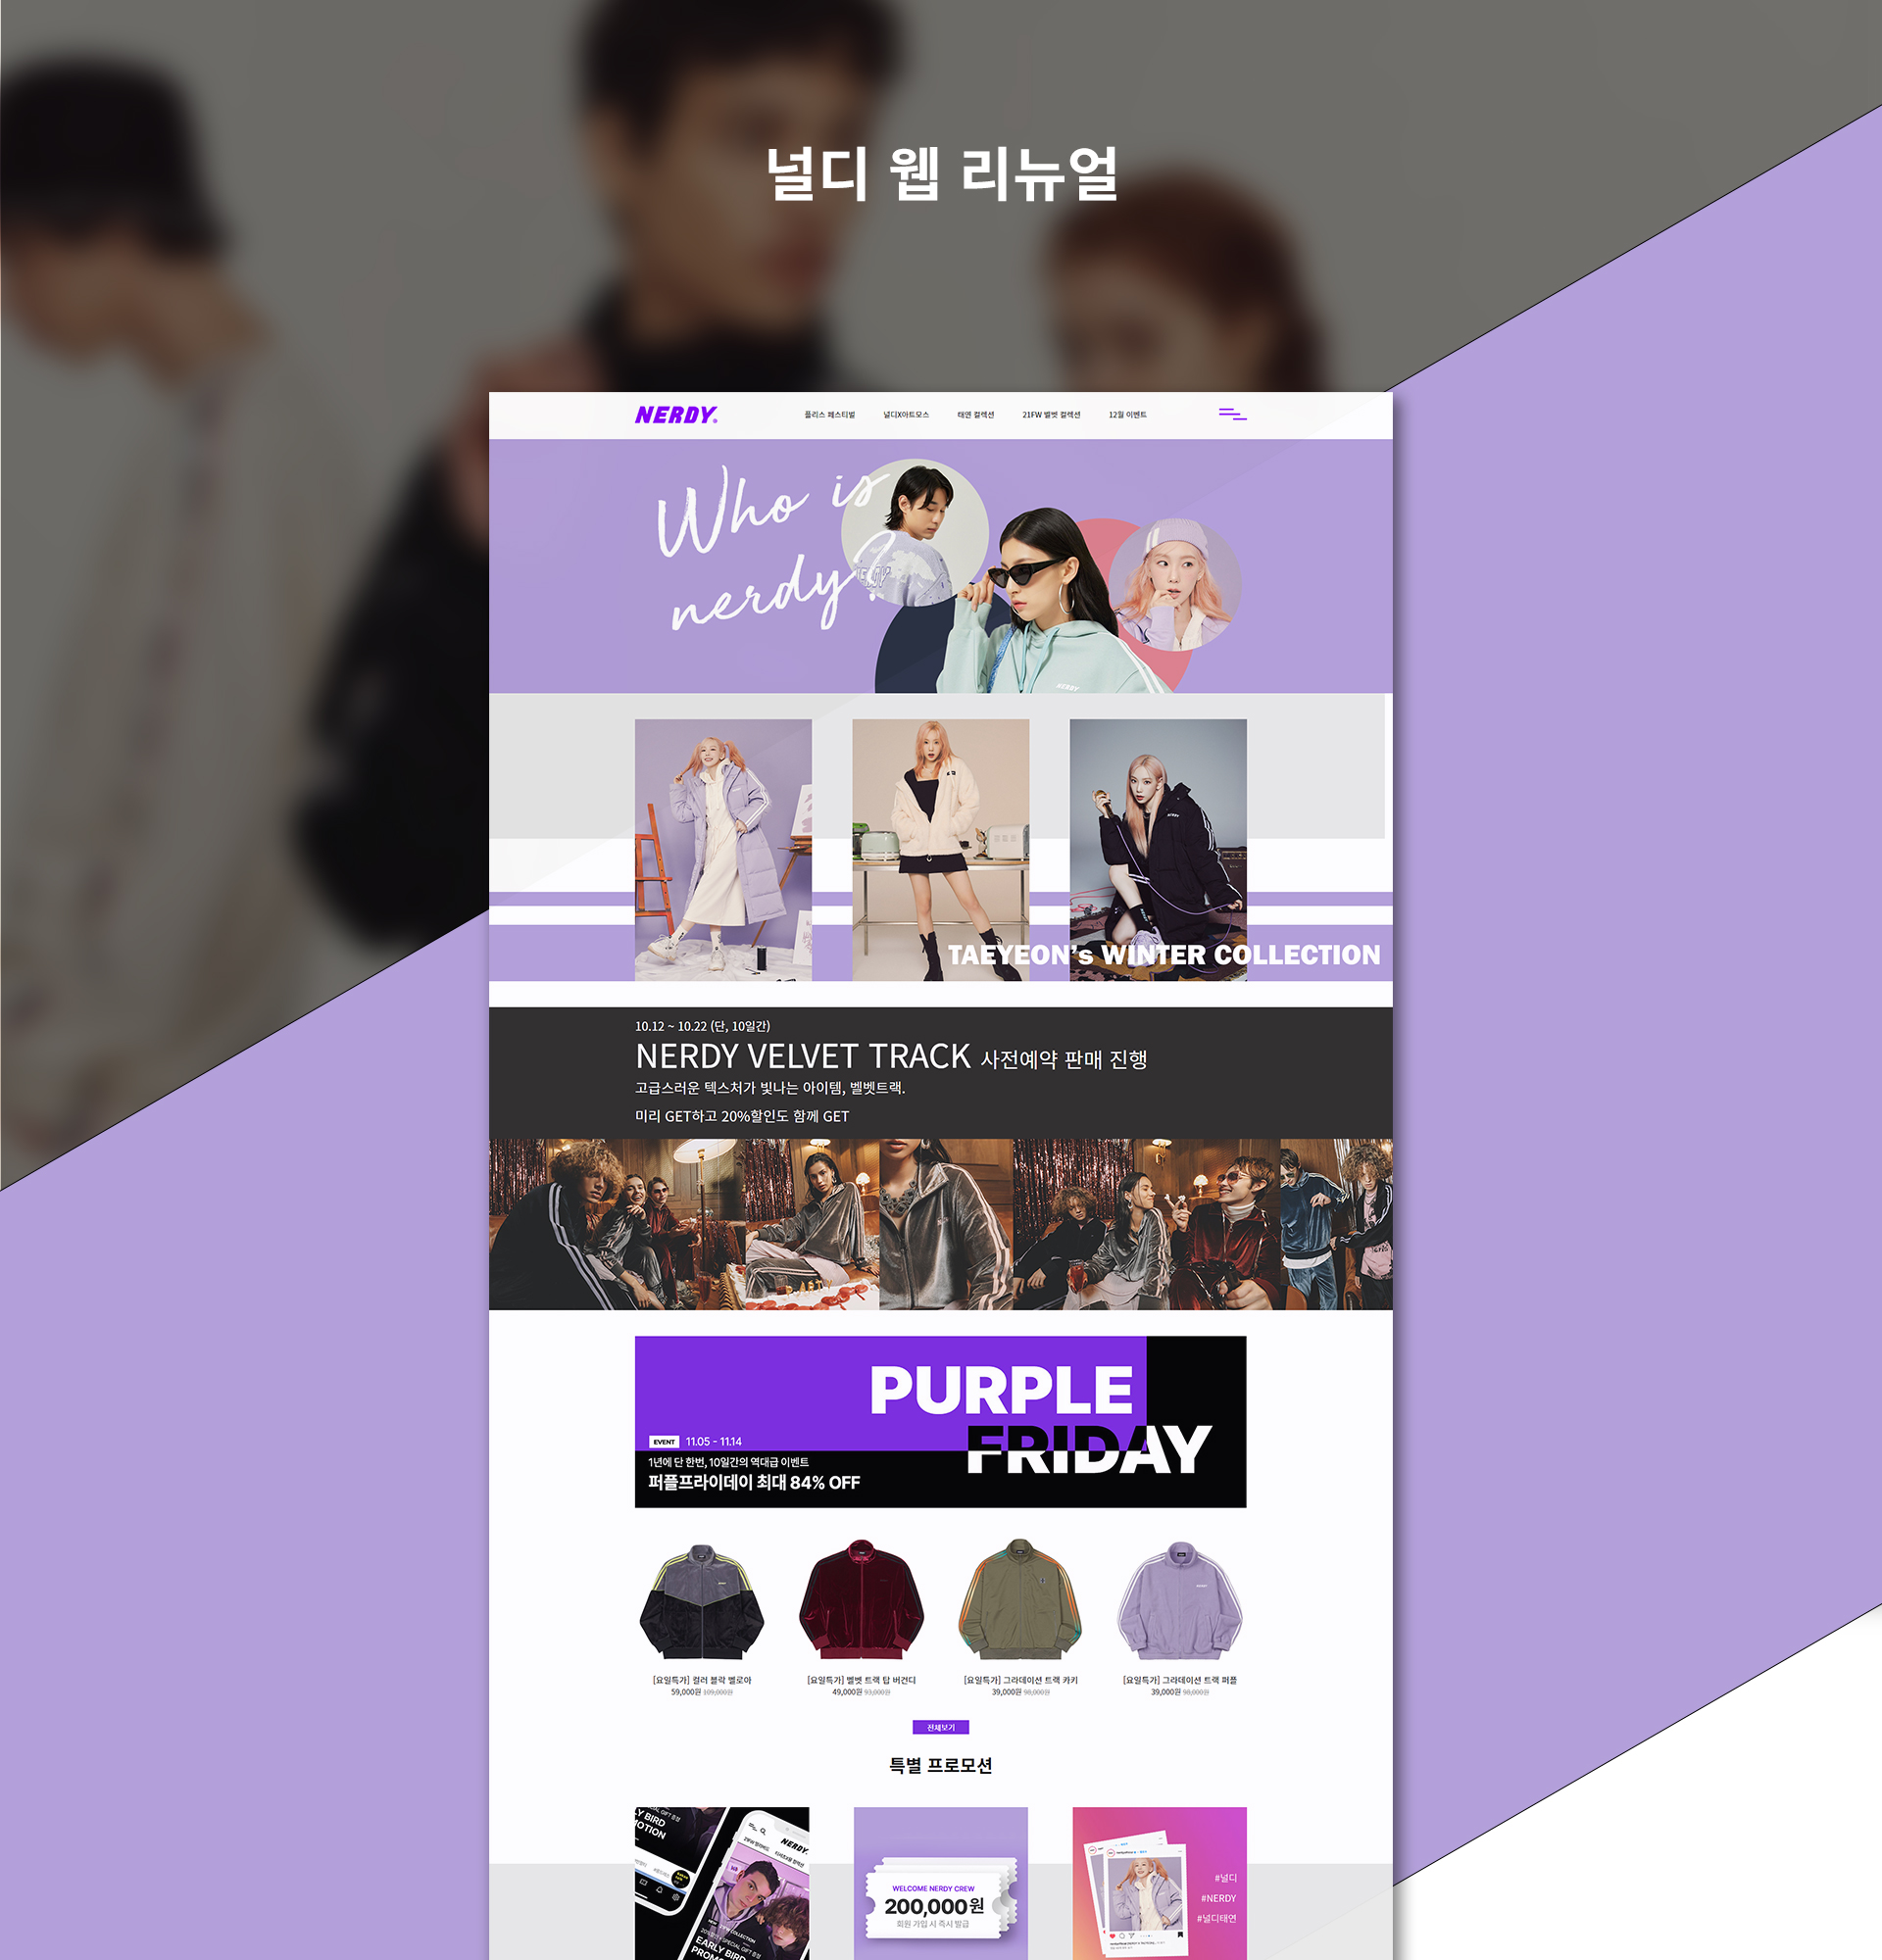 널디 웹 리뉴얼
NERDY.
플리스 페스티벌 널디X아트모스 태연 컬렉션 21FW 벨벳 컬렉션 12월 이벤트
Who is
nerdy?
NERDY
TAEYEON's WINTER COLLECTION
10.12 ~ 10.22 (단, 10일간)
NERDY VELVET TRACK 사전예약 판매 진행
고급스러운 텍스처가 빛나는 아이템, 벨벳트랙.
미리 GET하고 20%할인도 함께 GET
PURPLE
FRIDAY
EVENT 11.05 - 11.14
1년에 단 한번, 10일간의 역대급 이벤트
퍼플프라이데이 최대 84% OFF
[요일특가] 컬러 블락 벨로아 [요일특가] 벨벳 트랙 탑 버건디 [요일특가] 그라데이션 트랙 카키 [요일특가] 그라데이션 트랙 퍼플
59,000원 109,000원 49,000원 93,000원 39,000원 98,000원 39,000원 98,000원
전체보기
특별 프로모션
LY BIRD
MOTION
NERDY
EARLY BIRD
PROMO
WELCOME NERDY CREW
200,000원
회원 가입 시 즉시 발급
#널디
#NERDY
#널디태연